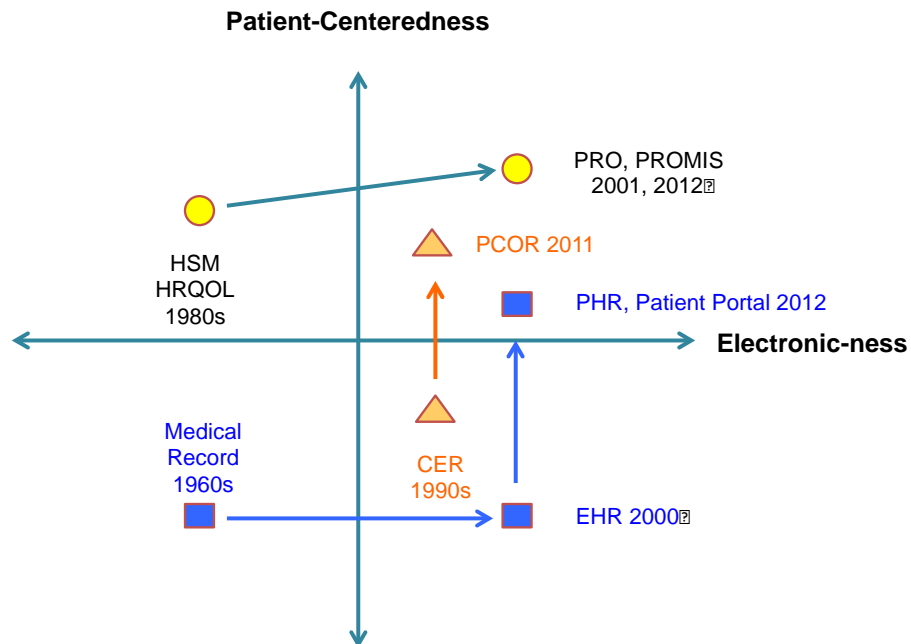 Patient-Centeredness
PRO, PROMIS
2001, 2012
PCOR 2011
HSM
HRQOL
1980s
PHR, Patient Portal 2012
Electronic-ness
Medical
Record
1960s
CER
1990s
EHR 2000